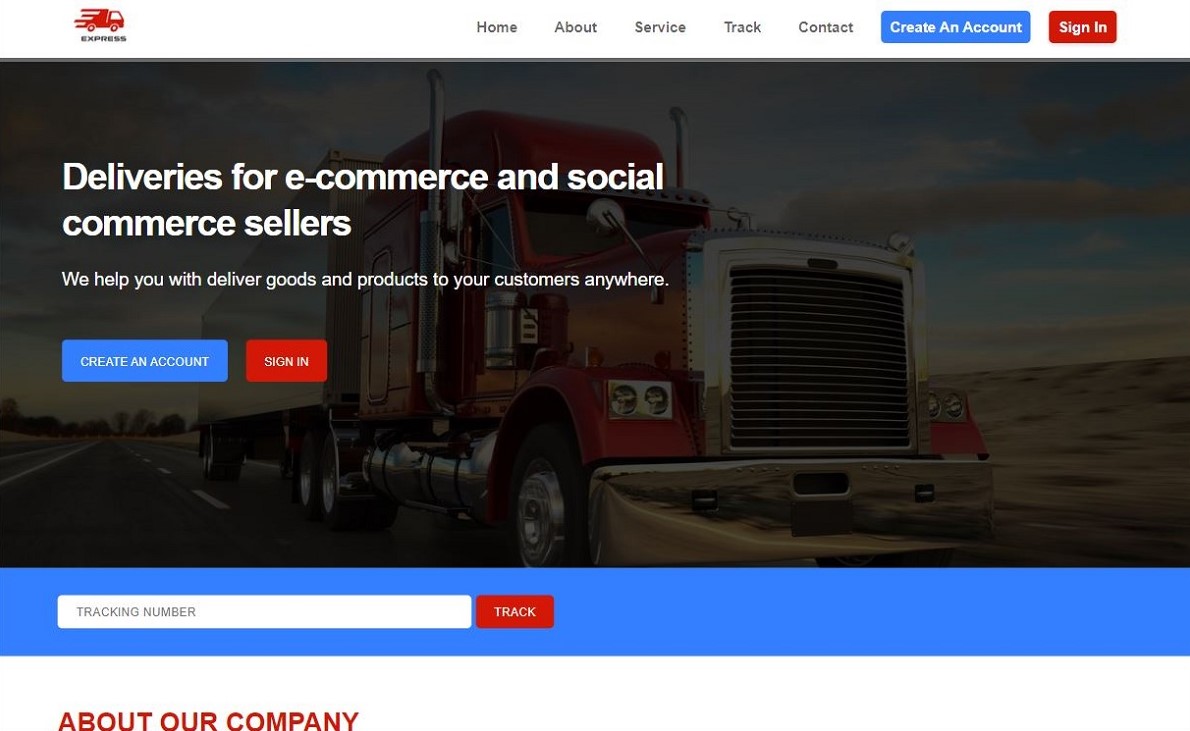 EXPRESS
Home
About
Service
Track
Contact
Create An Account
Sign In
Deliveries for e-commerce and social
commerce sellers
We help you with deliver goods and products to your customers anywhere.
CREATE AN ACCOUNT
SIGN IN
TRACKING NUMBER
TRACK
ABOUT OUR COMPANY